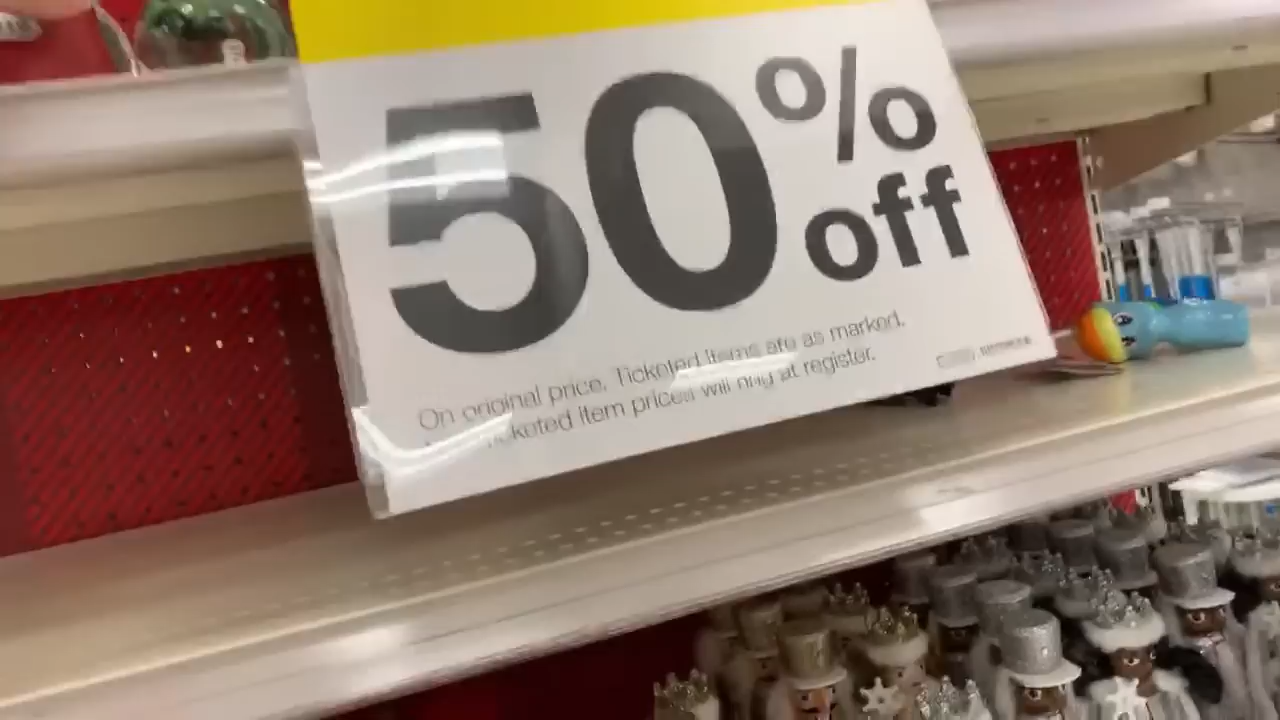 50%
off
On original price. Ticketed items are as marked.
ticketed item prices will ring at register.